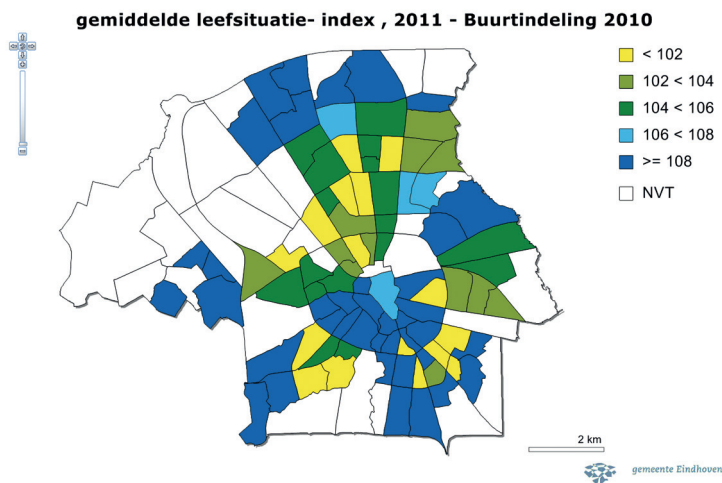 gemiddelde leefsituatie- index , 2011 - Buurtindeling 2010
< 102
102 < 104
104 < 106
106 < 108
>= 108
NVT
2 km
gemeente Eindhoven